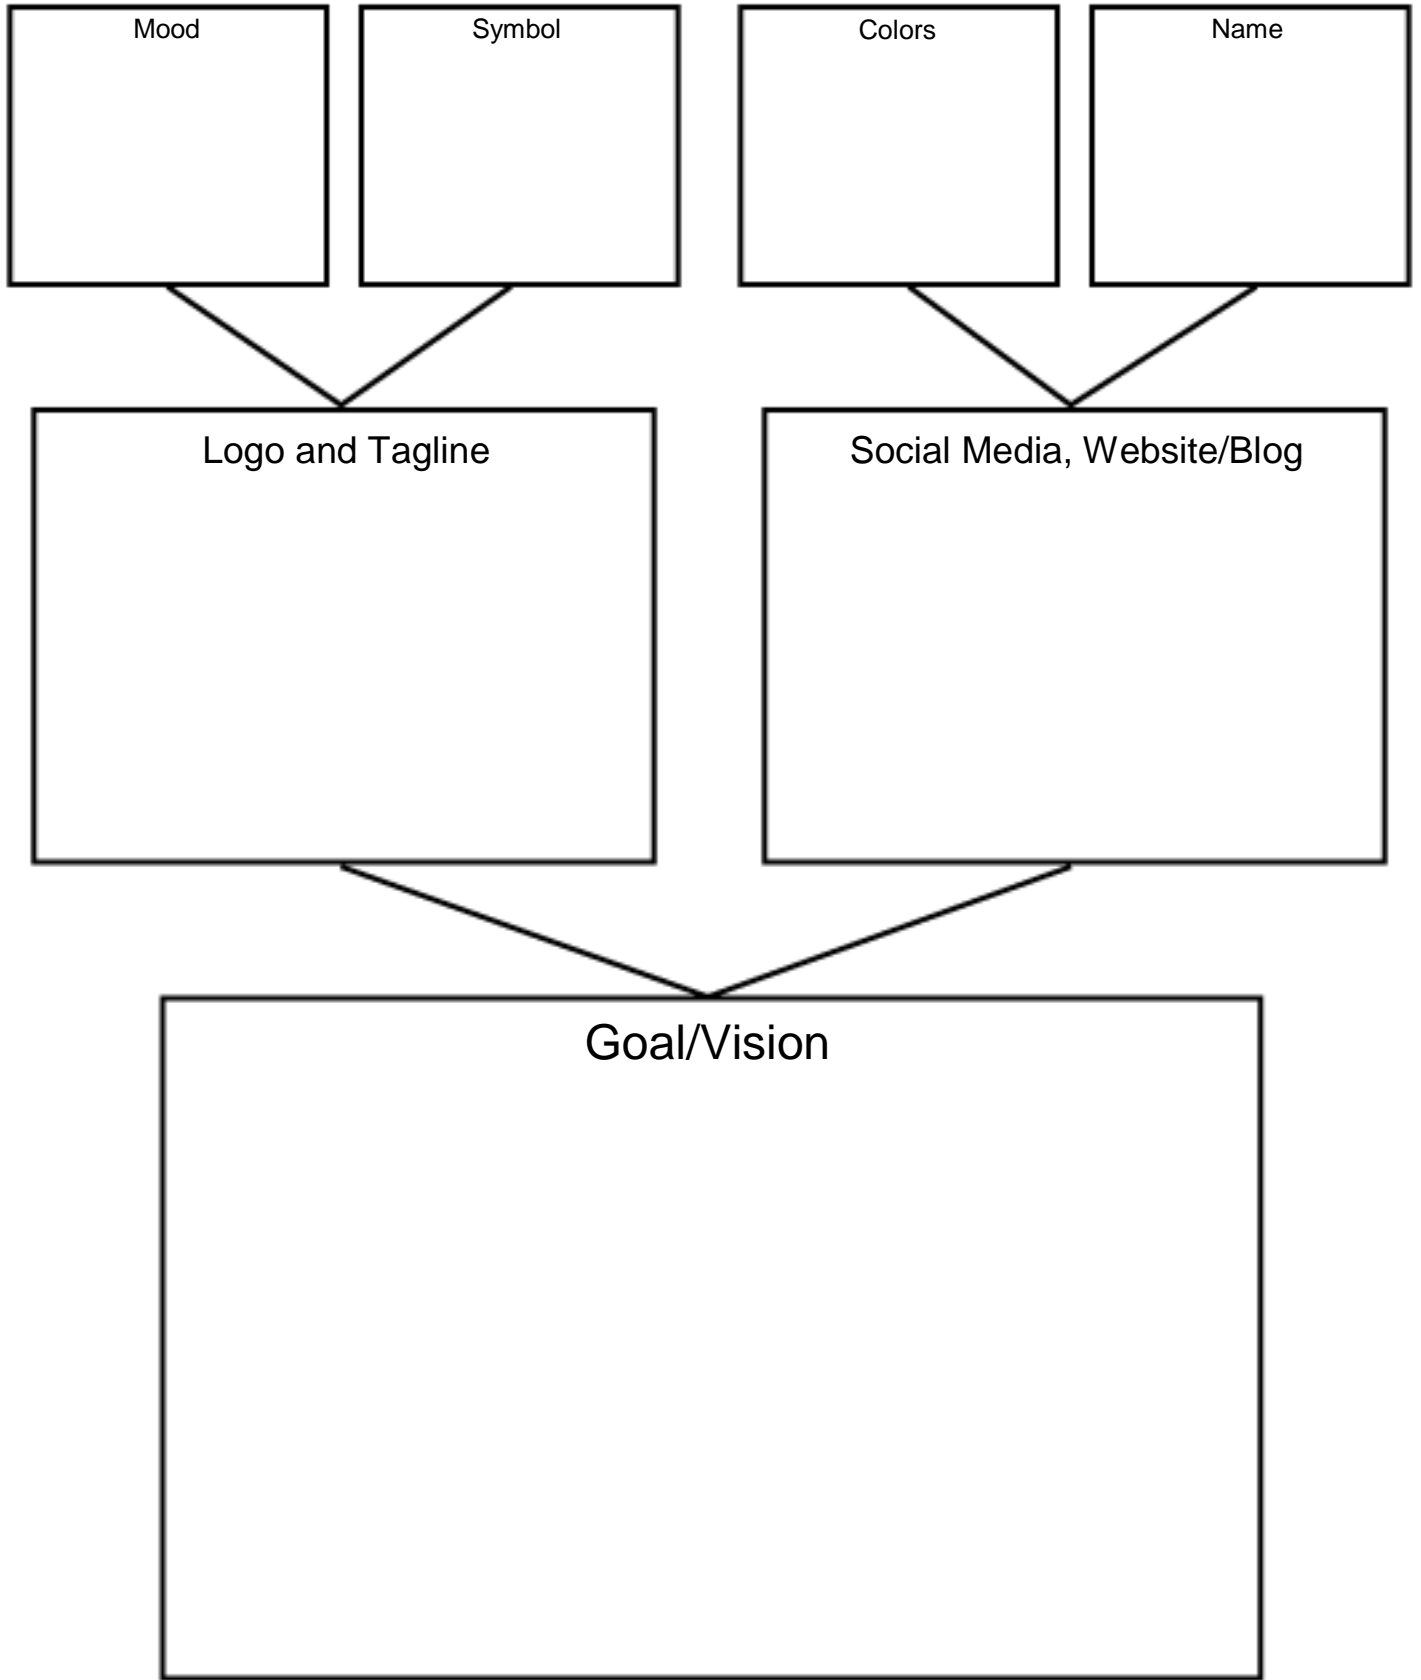 Mood
Symbol
Colors
Name
Logo and Tagline
Social Media, Website/Blog
Goal/Vision